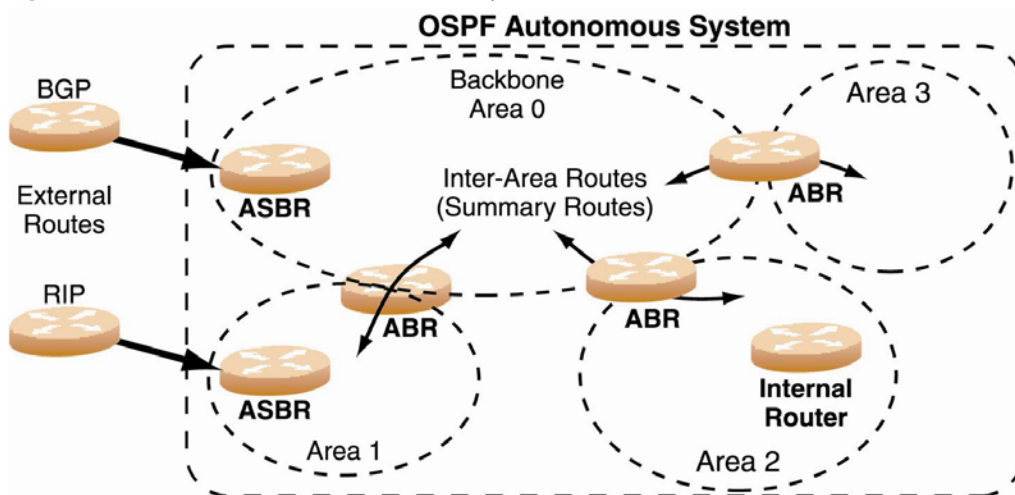 OSPF Autonomous System
BGP
Backbone
Area 0
Area 3
External
Routes
ASBR
Inter-Area Routes
(Summary Routes)
ABR
RIP
ABR
ABR
ASBR
Internal
Router
Area 1
Area 2